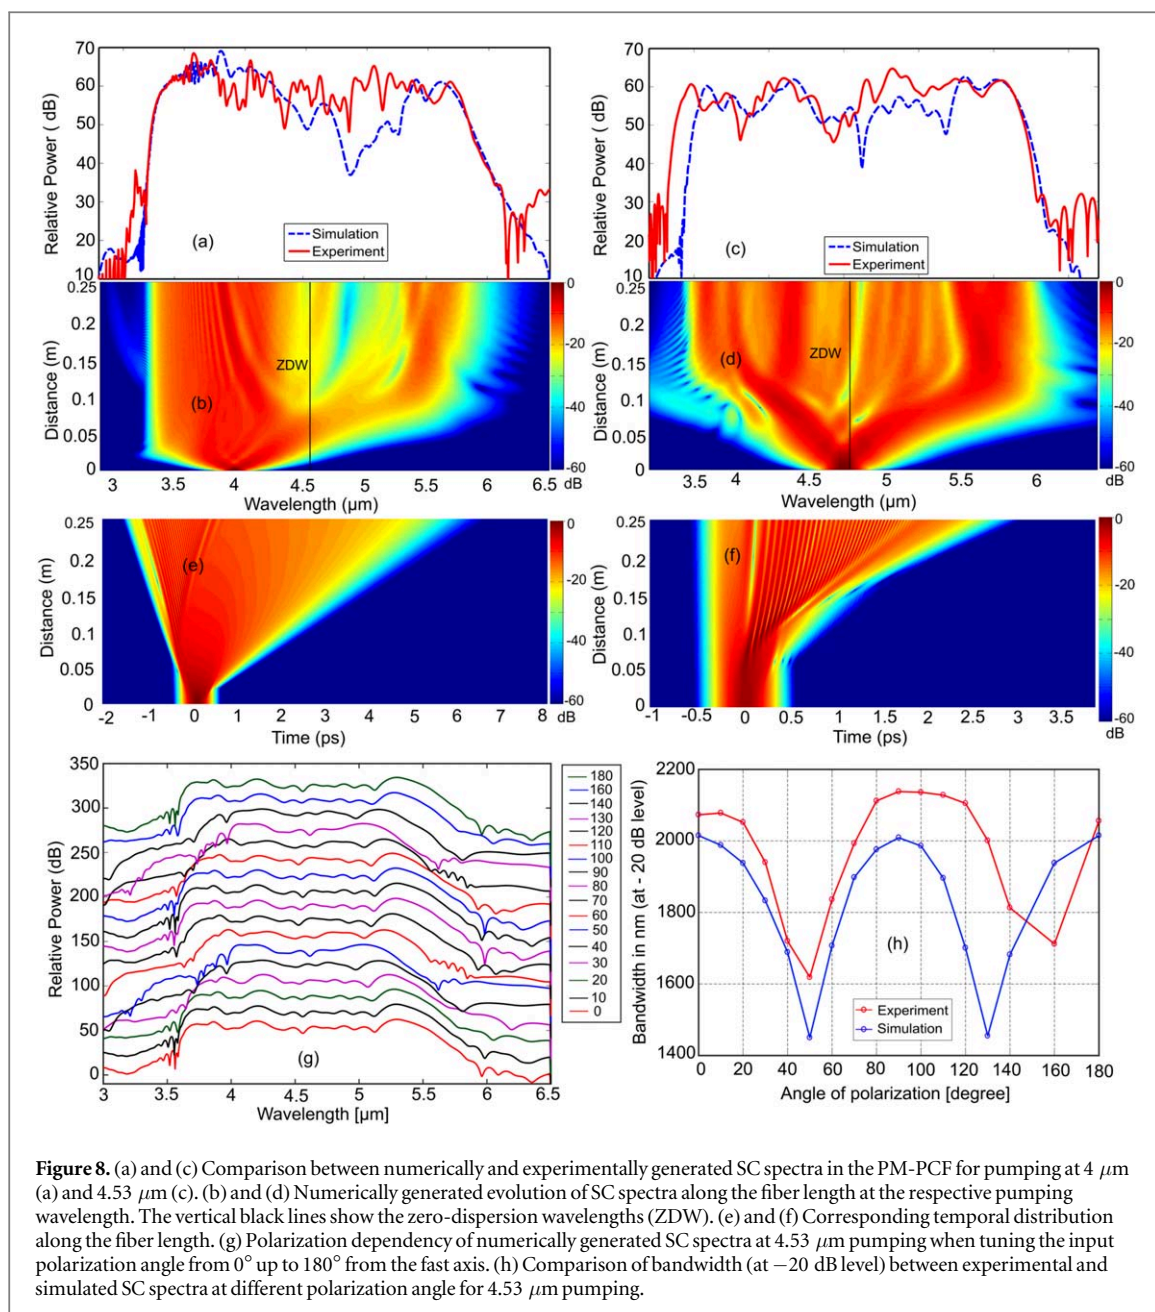 70
60
50
40
30
20
10
Relative Power ( dB)
Simulation
Experiment
(a)
70
60
50
40
30
20
10
Relative Power ( dB)
Simulation
Experiment
(c)
0.25
0.2
0.15
0.1
0.05
0
Distance (m)
ZDW
(b)
0
-20
-40
-60
dB
3 3.5 4 4.5 5 5.5 6 6.5
Wavelength (μm)
0.25
0.2
0.15
0.1
0.05
0
Distance (m)
(d)
ZDW
0
-20
-40
-60
dB
3.5 4 4.5 5 5.5 6
Wavelength (μm)
0.25
0.2
0.15
0.1
0.05
0
Distance (m)
(e)
0
-20
-40
-60
dB
-2 -1 0 1 2 3 4 5 6 7 8
Time (ps)
0.25
0.2
0.15
0.1
0.05
0
Distance (m)
(f)
0
-20
-40
-60
dB
-1 -0.5 0 0.5 1.5 2 2.5 3 3.5
Time (ps)
350
300
250
200
150
100
50
0
Relative Power (dB)
(g)
3 3.5 4 4.5 5 5.5 6 6.5
Wavelength [μm]
180
160
140
130
120
110
100
90
80
70
60
50
40
30
20
10
0
2200
2000
1800
1600
1400
Bandwidth in nm (at - 20 dB level)
(h)
Experiment
Simulation
0 20 40 60 80 100 120 140 160 180
Angle of polarization [degree]
Figure 8. (a) and (c) Comparison between numerically and experimentally generated SC spectra in the PM-PCF for pumping at 4 μm
(a) and 4.53 μm (c). (b) and (d) Numerically generated evolution of SC spectra along the fiber length at the respective pumping
wavelength. The vertical black lines show the zero-dispersion wavelengths (ZDW). (e) and (f) Corresponding temporal distribution
along the fiber length. (g) Polarization dependency of numerically generated SC spectra at 4.53 μm pumping when tuning the input
polarization angle from 0° up to 180° from the fast axis. (h) Comparison of bandwidth (at −20 dB level) between experimental and
simulated SC spectra at different polarization angle for 4.53 μm pumping.